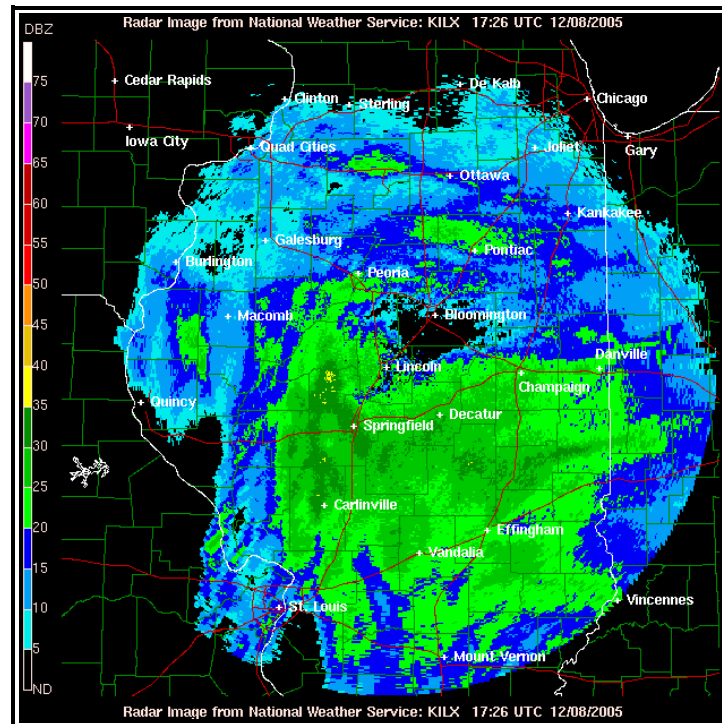 Radar Image from National Weather Service: KILX 17:26 UTC 12/08/2005
DBZ
75
70
65
60
55
50
45
40
35
30
25
20
15
10
5
ND
Cedar Rapids
Clinton
Sterling
De Kalb
Chicago
Iowa City
Quad Cities
Joliet
Gary
Ottawa
Kankakee
Galesburg
Pontiac
Burlington
Peoria
Macomb
Bloomington
Lincoln
Danville
Champaign
Quincy
Springfield
Decatur
Carlinville
Effingham
Vandalia
St. Louis
Vincennes
Mount Vernon
Radar Image from National Weather Service: KILX 17:26 UTC 12/08/2005